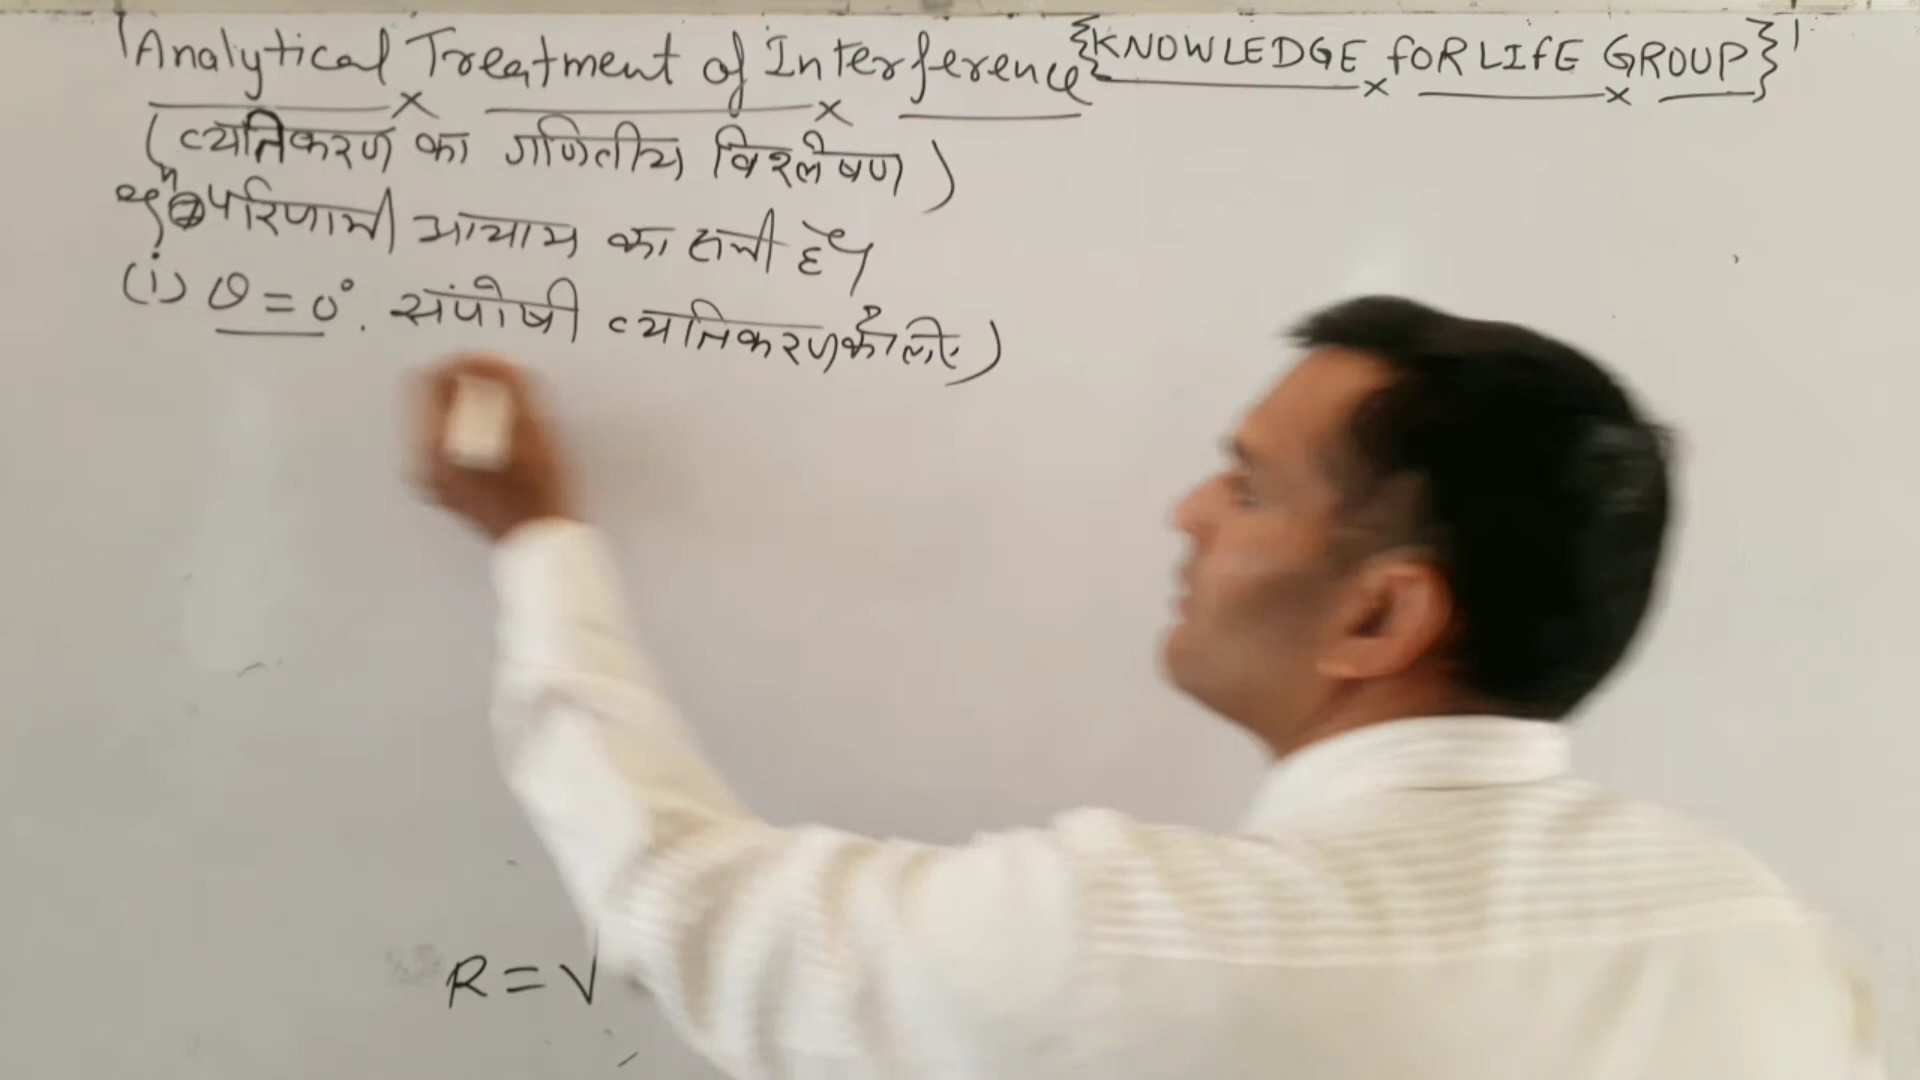 'Analytical Treatment of Interference {KNOWLEDGE fOR LIfE GROUP}'
(व्यतिकरण का गणितीय विश्लेषण)
परिणामी आयाम का
(i) θ = 0°. संपोषी व्यतिकरण के लिए)
R = √